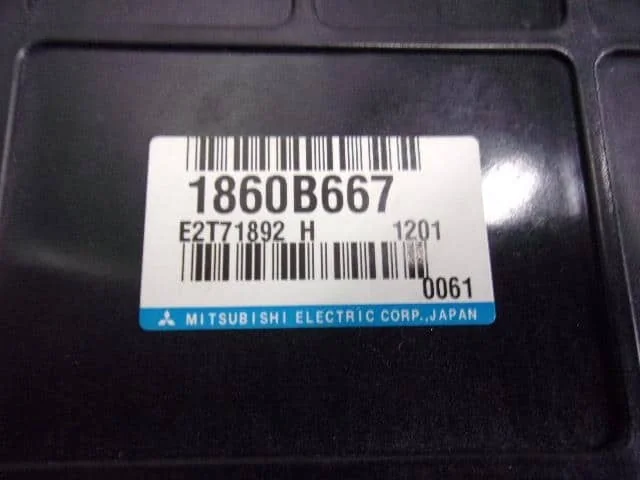 1860B667
E2T71892 H 1201
0061
MITSUBISHI ELECTRIC CORP.,JAPAN